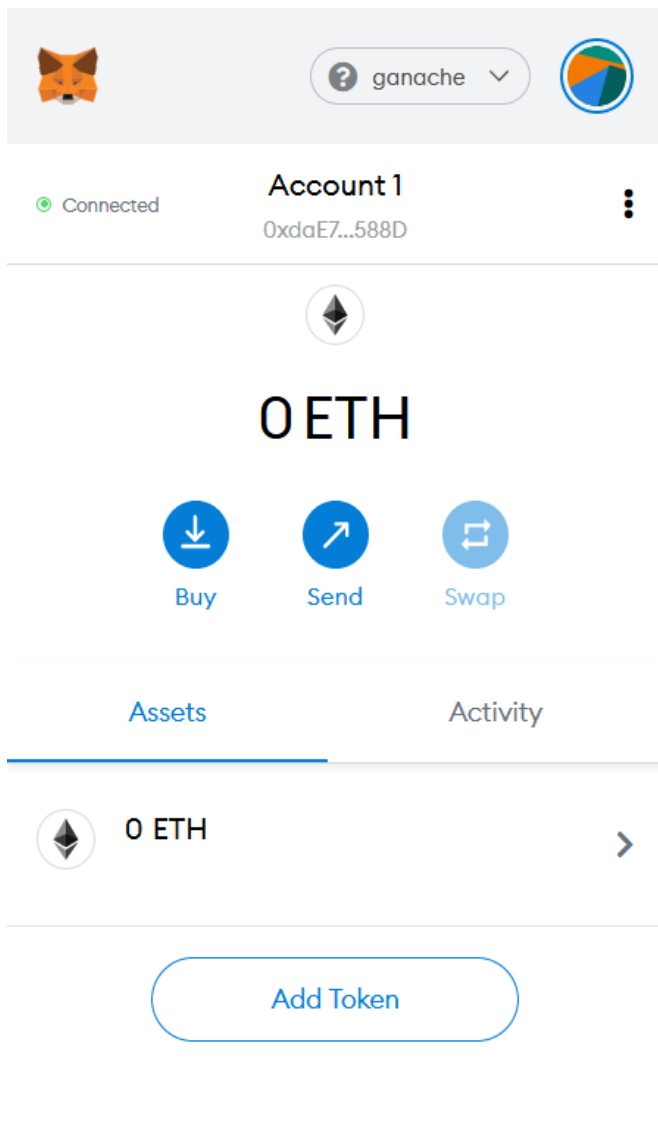 ganache
Account 1
Connected
0xdaE7...588D
0 ETH
Buy Send Swap
Assets Activity
0 ETH
Add Token